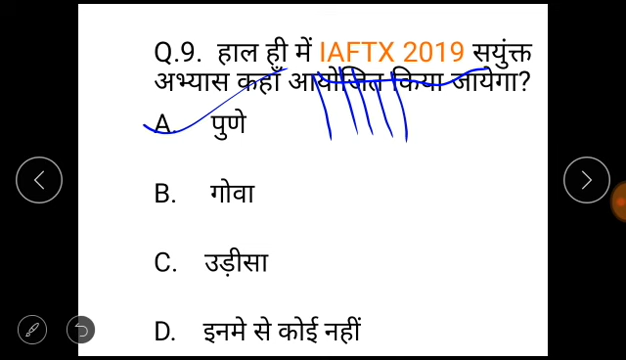 Q.9. हाल ही में IAFTX 2019 सयुंक्त
अभ्यास कहाँ आयोजित किया जायेगा?
A. पुणे
B. गोवा
C. उड़ीसा
D. इनमे से कोई नहीं